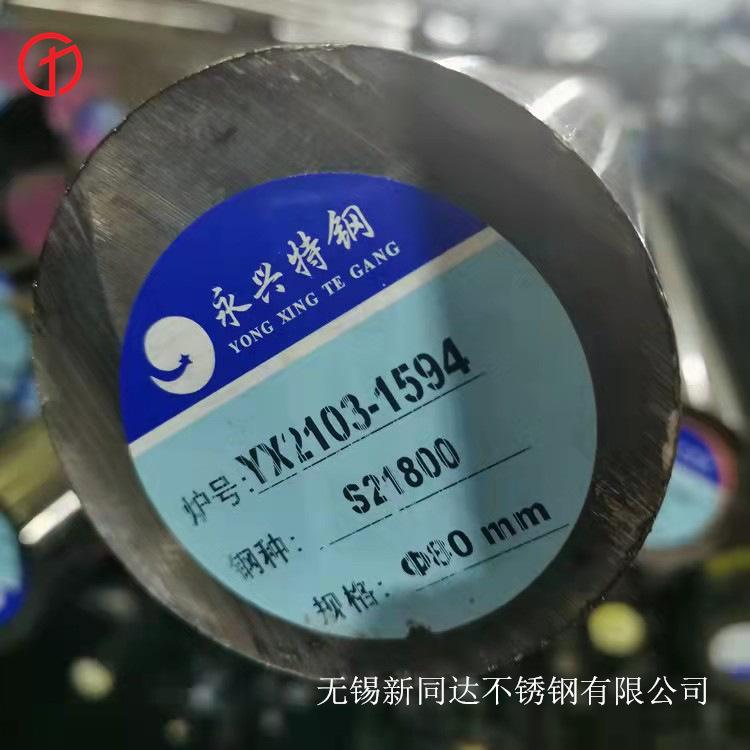 永兴特钢
YONG XING TE GANG
炉号:YX2103-1594
钢种: S21800
规格: Φ80 mm
无锡新同达不锈钢有限公司